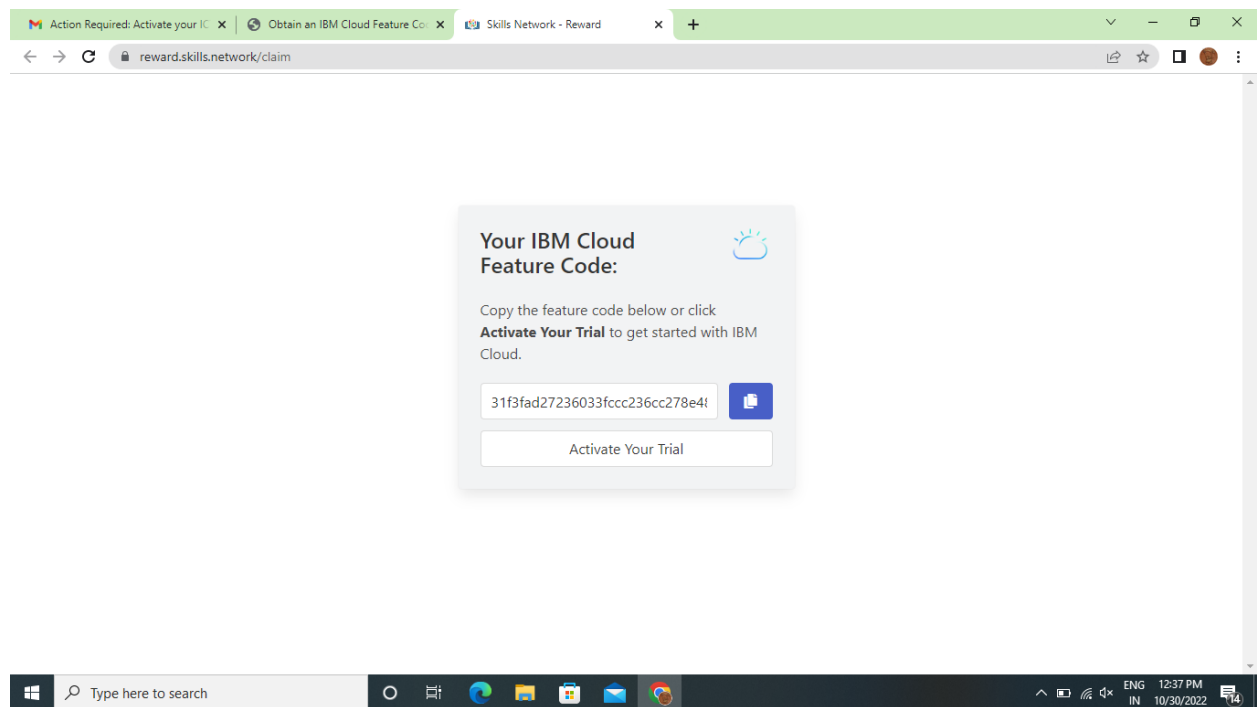 Action Required: Activate your IC
Obtain an IBM Cloud Feature Co
Skills Network - Reward
reward.skills.network/claim
Your IBM Cloud
Feature Code:
Copy the feature code below or click
Activate Your Trial to get started with IBM
Cloud.
31f3fad27236033fccc236cc278e48
Activate Your Trial
Type here to search
ENG
IN
12:37 PM
10/30/2022
14